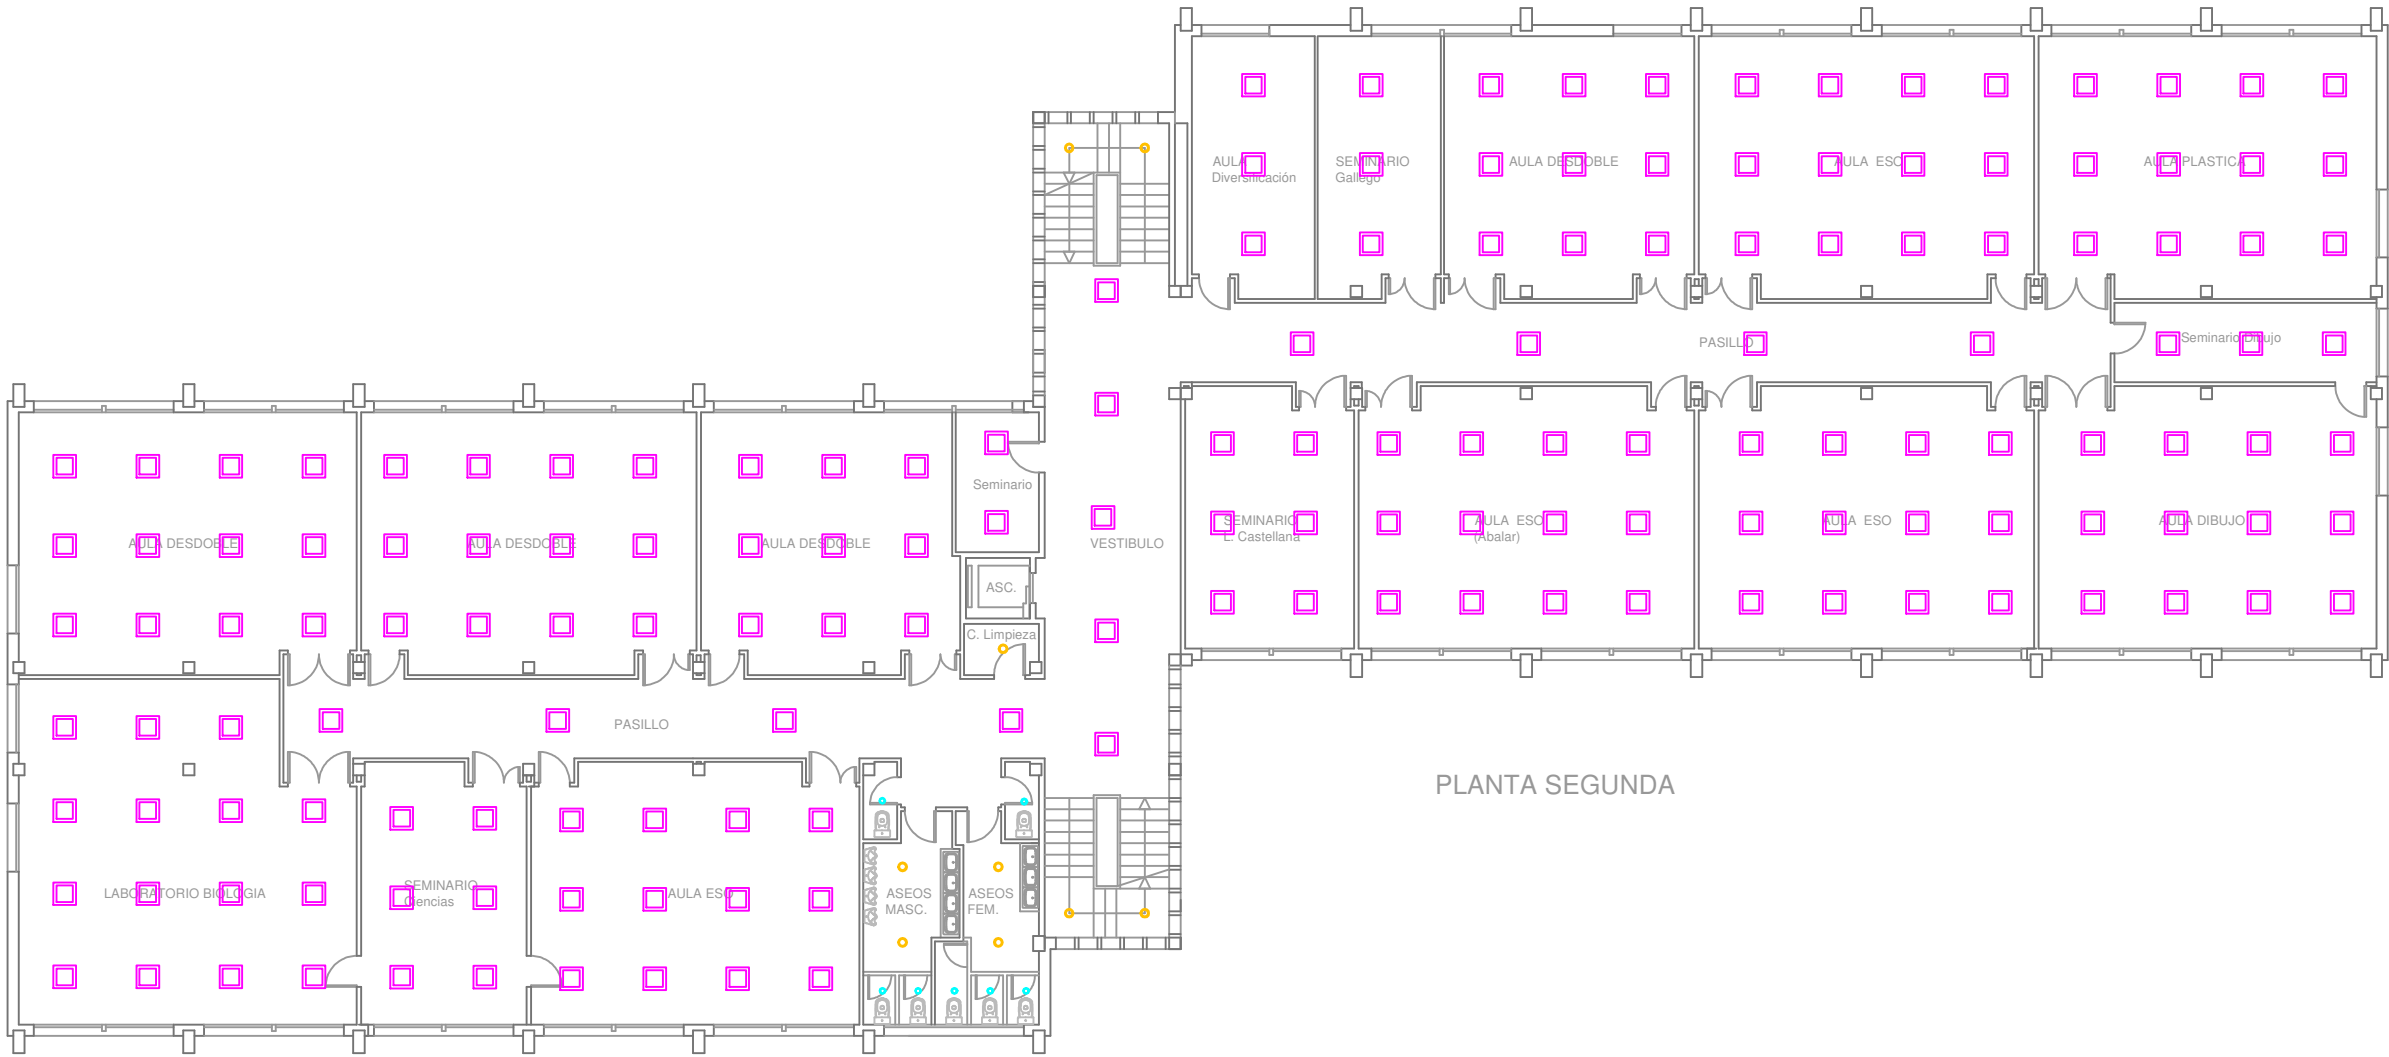 AULA
Diversificación
SEMINARIO
Gallego
AULA DESDOBLE
AULA ESO
AULA PLASTICA
PASILLO
Seminario Dibujo
SEMINARIO
L. Castellana
AULA ESO
(Abalar)
AULA ESO
AULA DIBUJO
AULA DESDOBLE
AULA DESDOBLE
AULA DESDOBLE
Seminario
VESTIBULO
ASC.
C. Limpieza
PASILLO
PLANTA SEGUNDA
LABORATORIO BIOLOGIA
SEMINARIO
Ciencias
AULA ESO
ASEOS
MASC.
ASEOS
FEM.